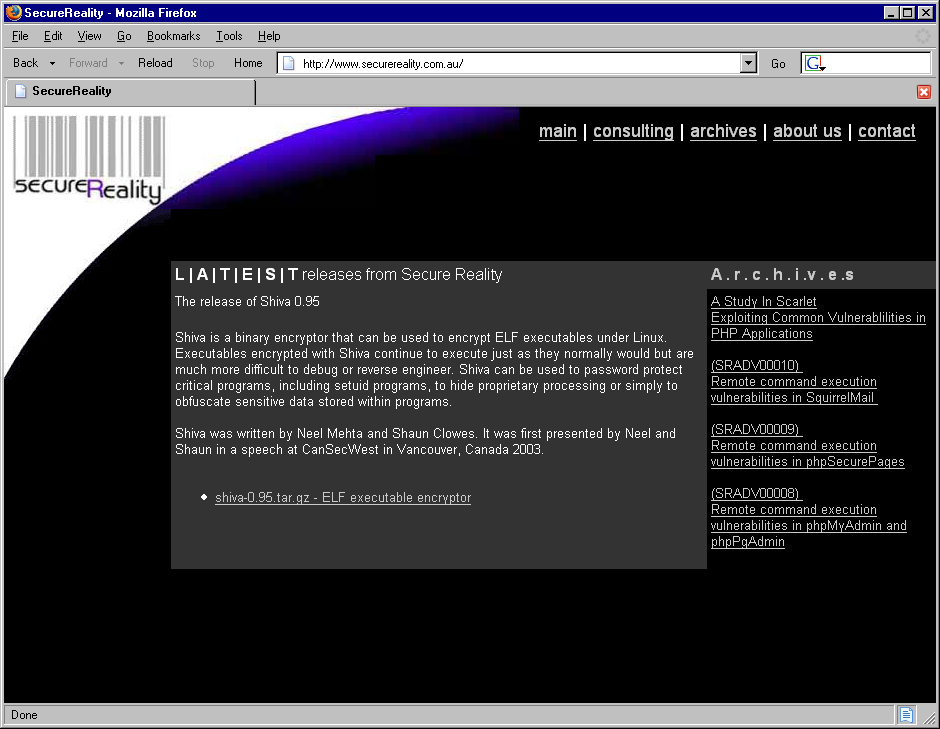 SecureReality - Mozilla Firefox
File Edit View Go Bookmarks Tools Help
Back Forward Reload Stop Home http://www.securereality.com.au/ Go G
SecureReality
secureReality
main | consulting | archives | about us | contact
L | A | T | E | S | T releases from Secure Reality
The release of Shiva 0.95
Shiva is a binary encryptor that can be used to encrypt ELF executables under Linux.
Executables encrypted with Shiva continue to execute just as they normally would but are
much more difficult to debug or reverse engineer. Shiva can be used to password protect
critical programs, including setuid programs, to hide proprietary processing or simply to
obfuscate sensitive data stored within programs.
Shiva was written by Neel Mehta and Shaun Clowes. It was first presented by Neel and
Shaun in a speech at CanSecWest in Vancouver, Canada 2003.
shiva-0.95.tar.gz - ELF executable encryptor
A . r . c . h . i . v . e . s
A Study In Scarlet
Exploiting Common Vulnerablilities in
PHP Applications
(SRADV00010)
Remote command execution
vulnerabilities in SquirrelMail
(SRADV00009)
Remote command execution
vulnerabilities in phpSecurePages
(SRADV00008)
Remote command execution
vulnerabilities in phpMyAdmin and
phpPgAdmin
Done